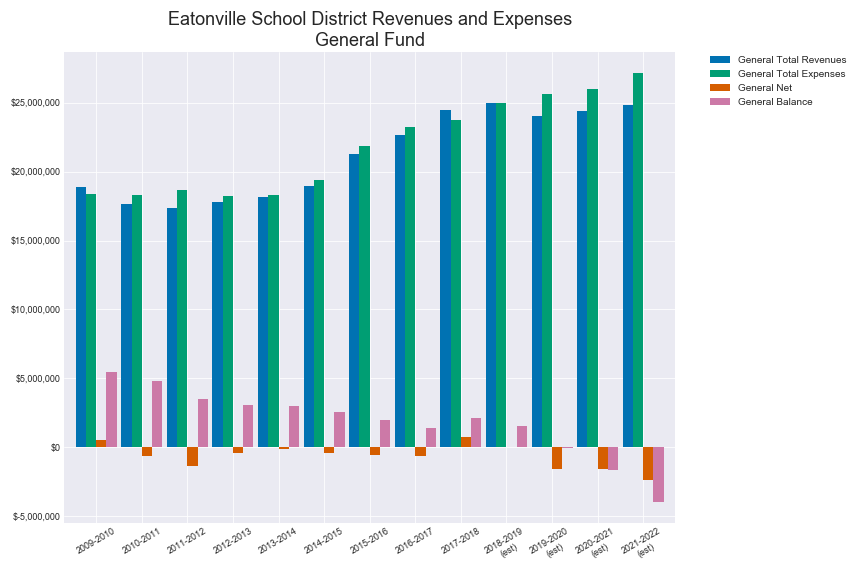 Eatonville School District Revenues and Expenses
General Fund
General Total Revenues
General Total Expenses
General Net
General Balance
$25,000,000
$20,000,000
$15,000,000
$10,000,000
$5,000,000
$0
$-5,000,000
2009-2010
2010-2011
2011-2012
2012-2013
2013-2014
2014-2015
2015-2016
2016-2017
2017-2018
2018-2019
(est)
2019-2020
(est)
2020-2021
(est)
2021-2022
(est)